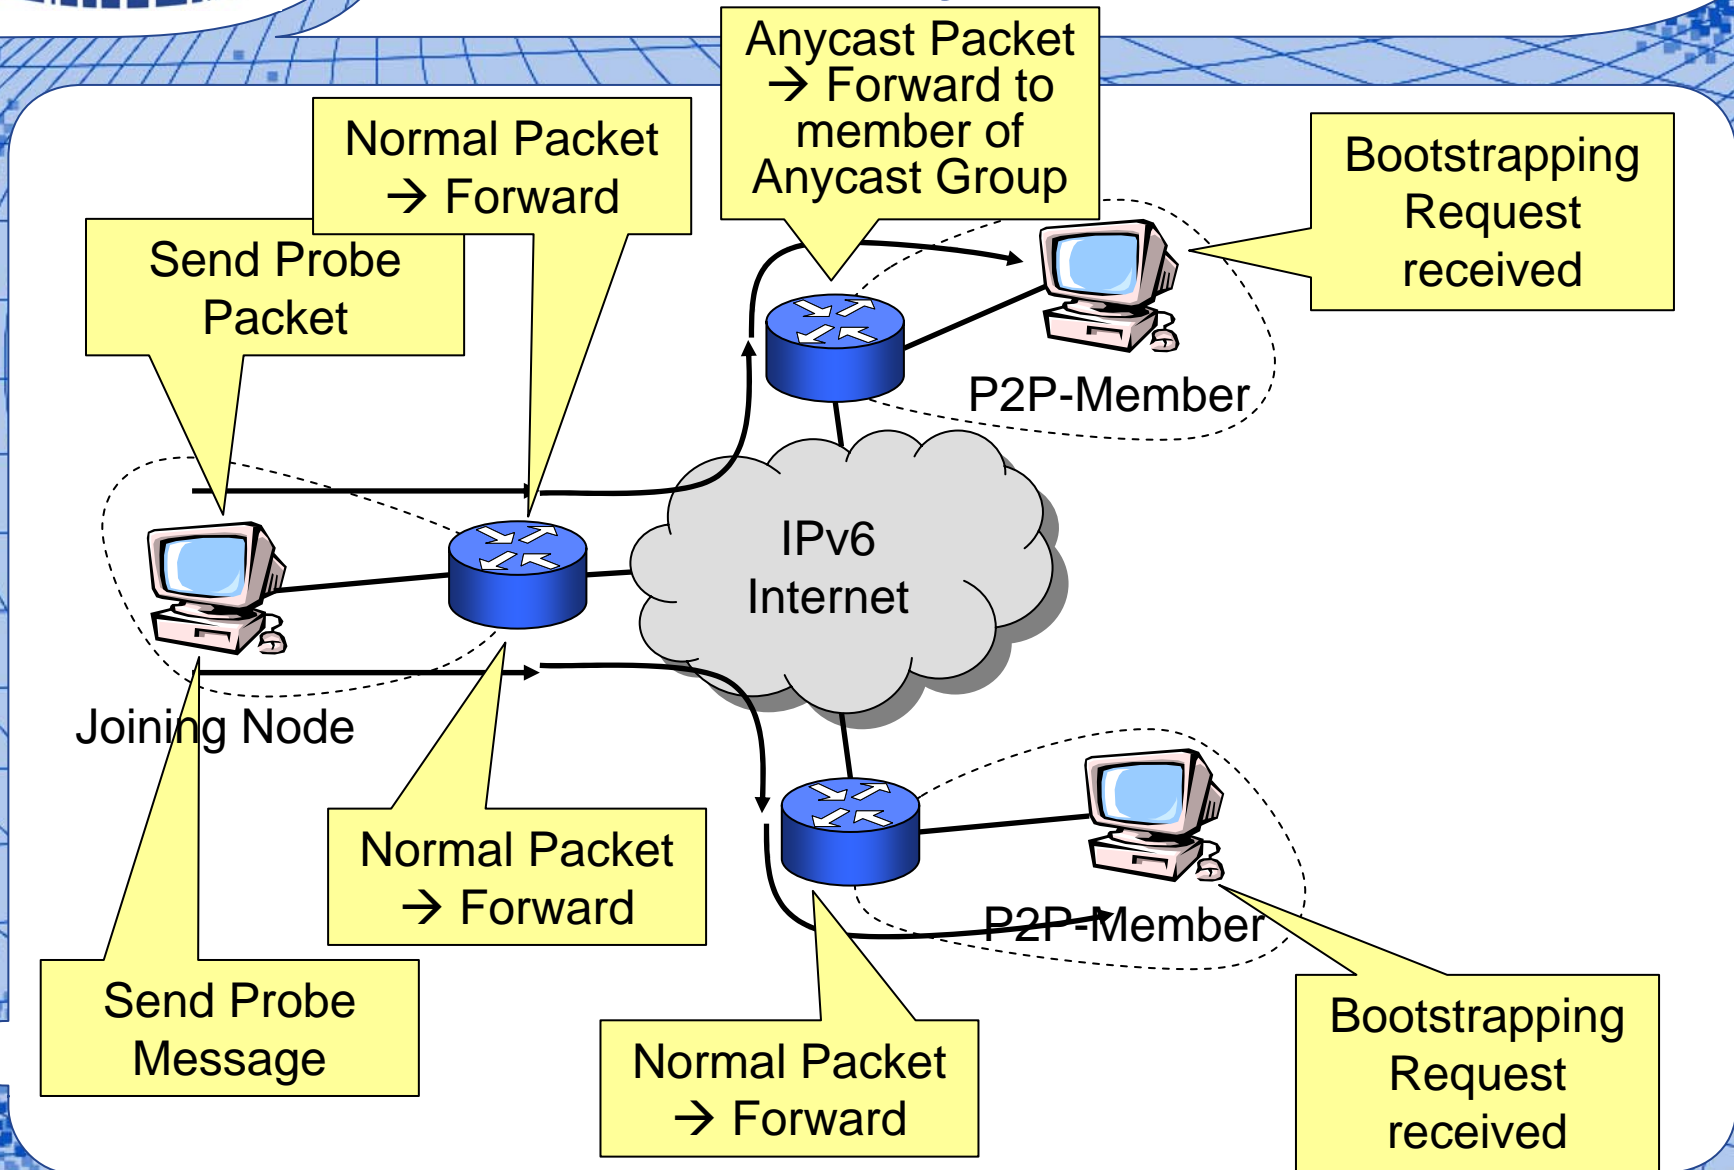 Anycast Packet
→ Forward to
member of
Anycast Group
Normal Packet
→ Forward
Bootstrapping
Request
received
Send Probe
Packet
P2P-Member
IPv6
Internet
Joining Node
Normal Packet
→ Forward
P2P-Member
Send Probe
Message
Normal Packet
→ Forward
Bootstrapping
Request
received